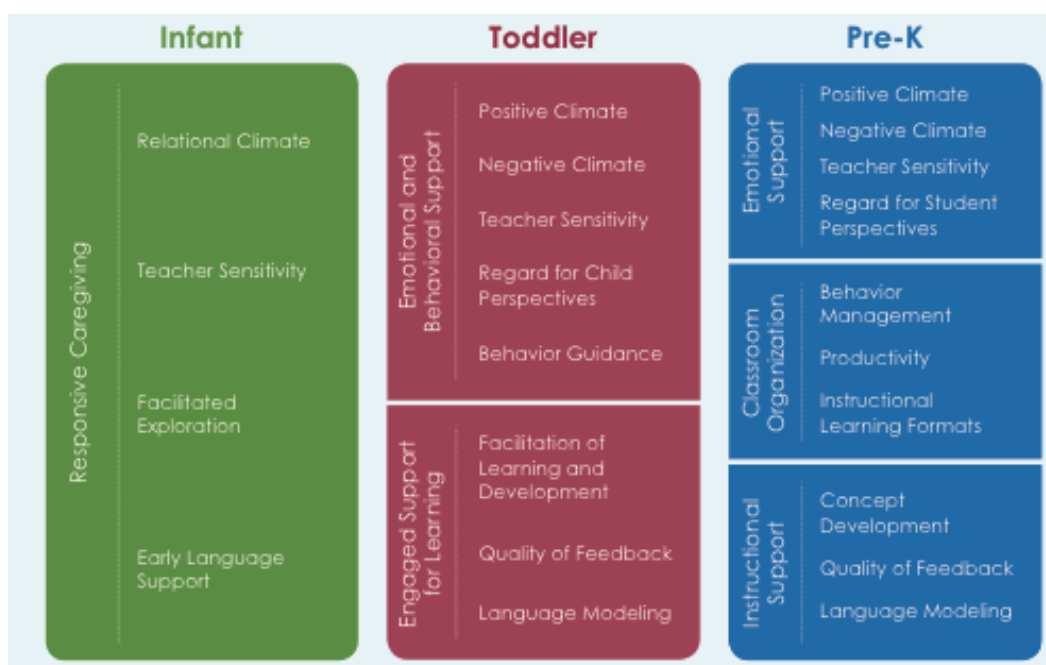 Infant
Responsive Caregiving
Relational Climate
Teacher Sensitivity
Facilitated
Exploration
Early Language
Support
Toddler
Emotional and
Behavioral Support
Positive Climate
Negative Climate
Teacher Sensitivity
Regard for Child
Perspectives
Behavior Guidance
Engaged Support
for Learning
Facilitation of
Learning and
Development
Quality of Feedback
Language Modeling
Pre-K
Emotional
Support
Positive Climate
Negative Climate
Teacher Sensitivity
Regard for Student
Perspectives
Classroom
Organization
Behavior
Management
Productivity
Instructional
Learning Formats
Instructional
Support
Concept
Development
Quality of Feedback
Language Modeling